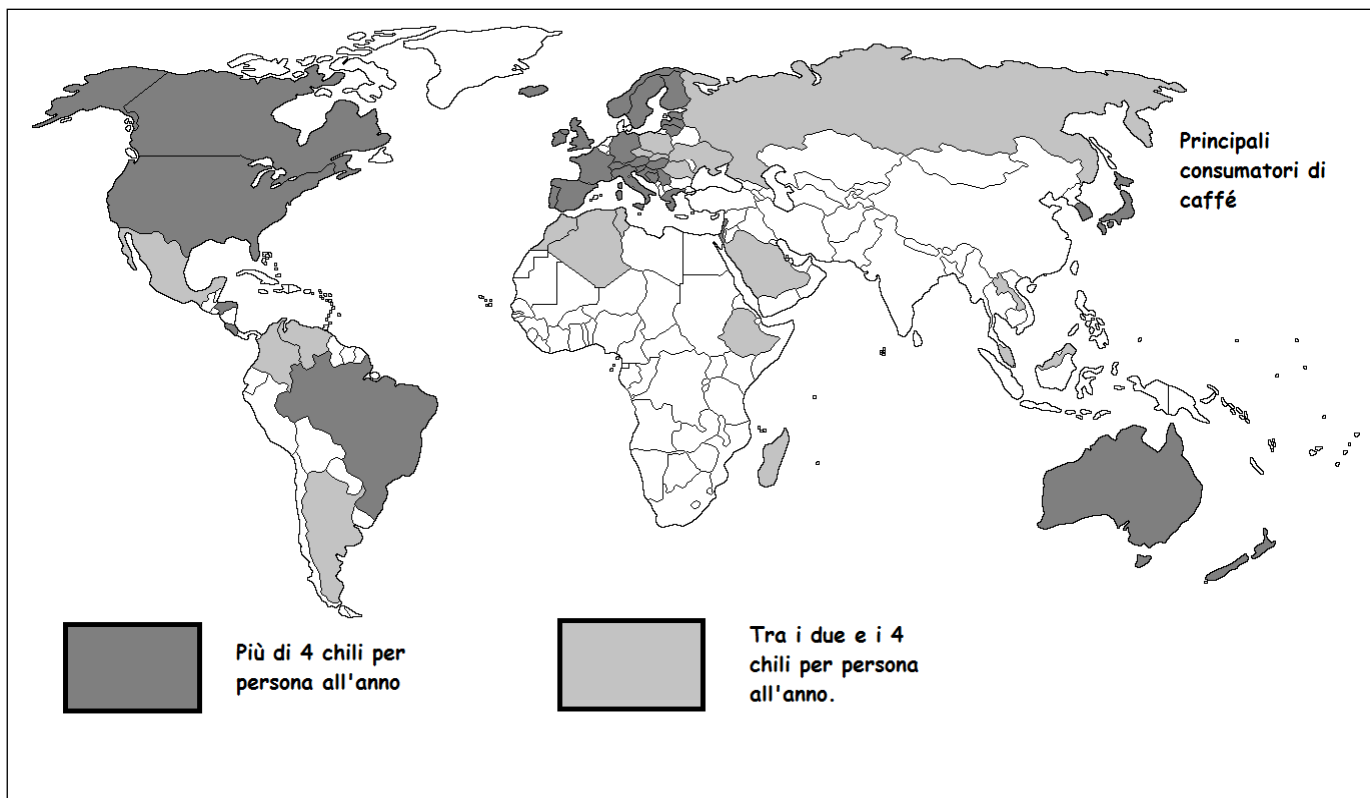 Principali
consumatori di
caffé
Più di 4 chili per
persona all'anno
Tra i due e i 4
chili per persona
all'anno.